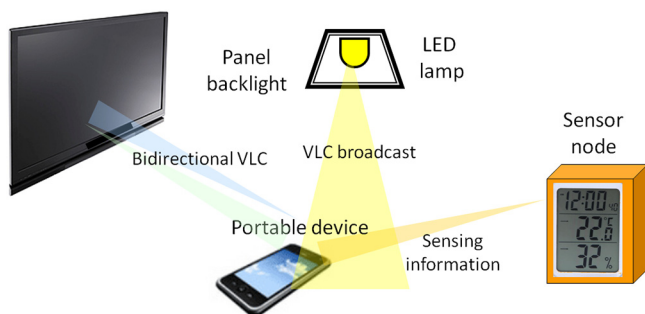 Panel
backlight
LED
lamp
Sensor
node
Bidirectional VLC
VLC broadcast
12:00
22.0 °C
32 %
Portable device
Sensing
information